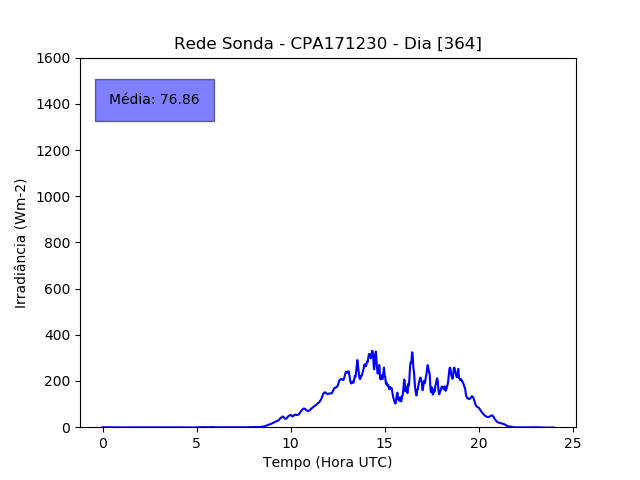 Rede Sonda - CPA171230 - Dia [364]
1600
1400
1200
1000
800
600
400
200
0
Irradiância (Wm-2)
Média: 76.86
0 5 10 15 20 25
Tempo (Hora UTC)